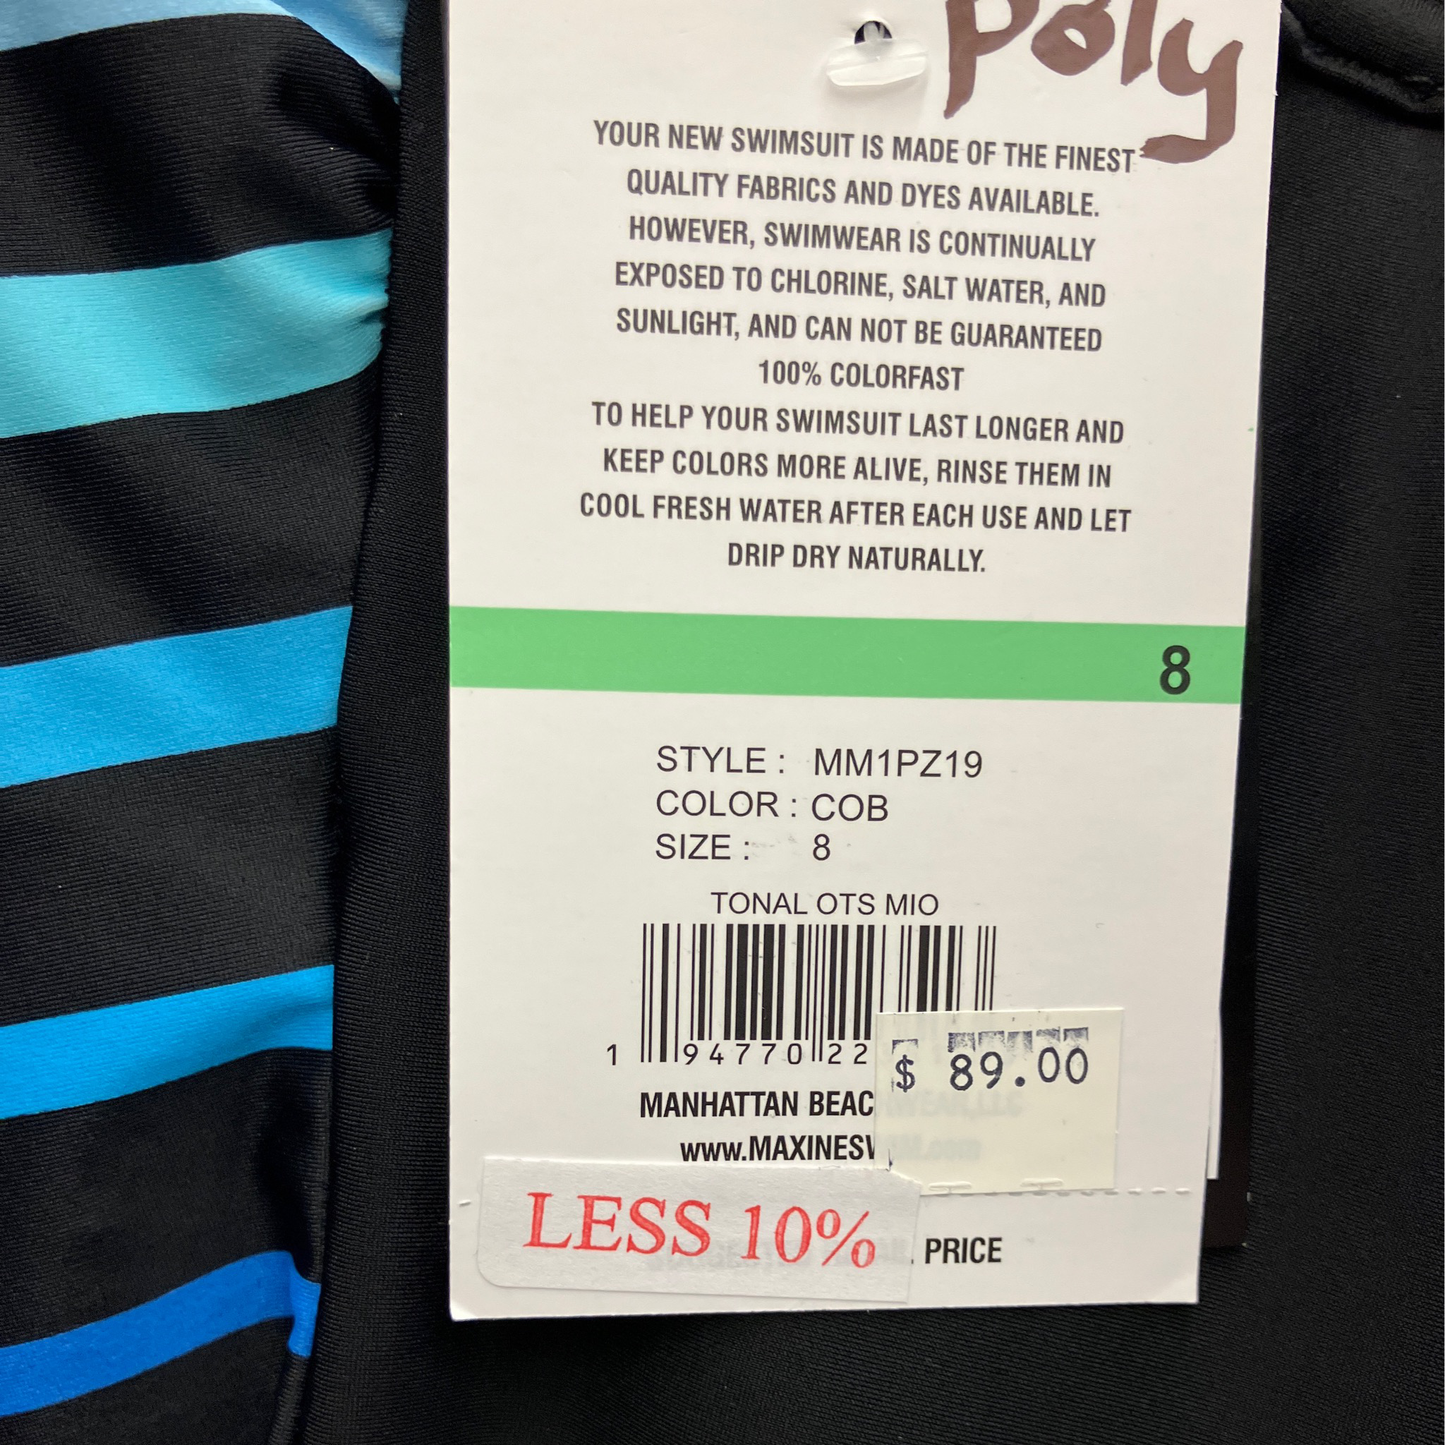 poly
YOUR NEW SWIMSUIT IS MADE OF THE FINEST
QUALITY FABRICS AND DYES AVAILABLE.
HOWEVER, SWIMWEAR IS CONTINUALLY
EXPOSED TO CHLORINE, SALT WATER, AND
SUNLIGHT, AND CAN NOT BE GUARANTEED
100% COLORFAST
TO HELP YOUR SWIMSUIT LAST LONGER AND
KEEP COLORS MORE ALIVE, RINSE THEM IN
COOL FRESH WATER AFTER EACH USE AND LET
DRIP DRY NATURALLY.
8
STYLE : MM1PZ19
COLOR : COB
SIZE : 8
TONAL OTS MIO
1 94770 22
$ 89.00
MANHATTAN BEAC
www.MAXINESW
LESS 10%
PRICE